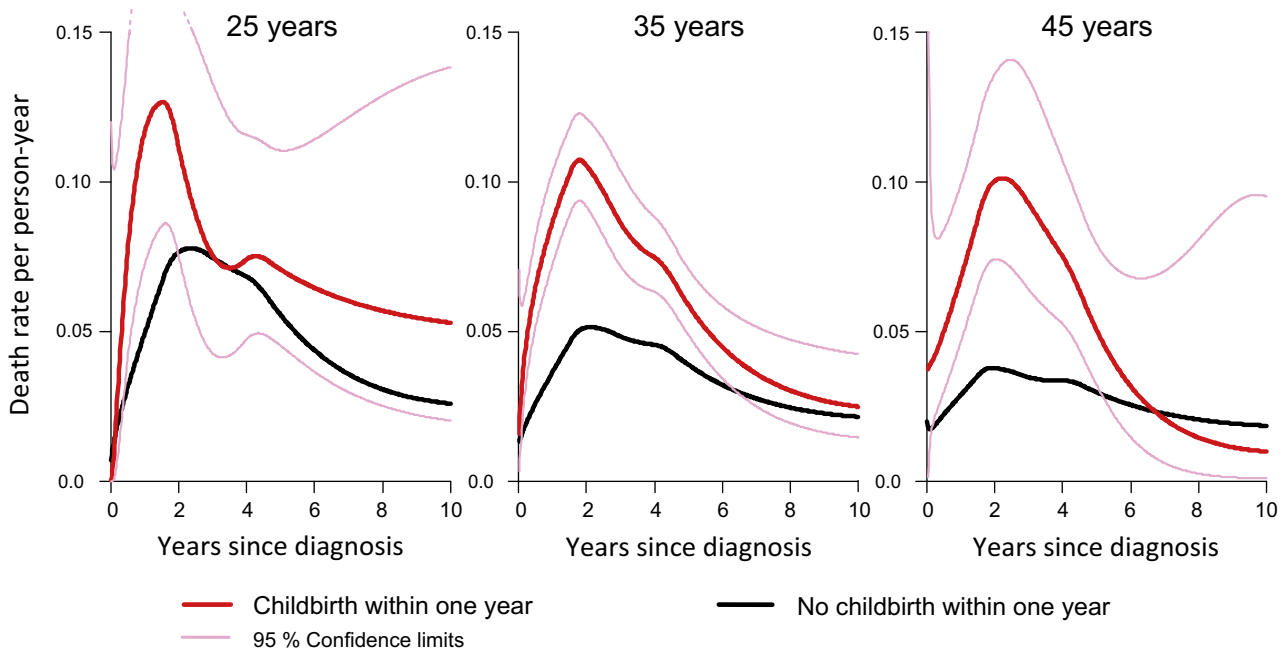 25 years
35 years
45 years
Death rate per person-year
0.15
0.10
0.05
0.0
0 2 4 6 8 10
Years since diagnosis
0.15
0.10
0.05
0.0
0 2 4 6 8 10
Years since diagnosis
0.15
0.10
0.05
0.0
0 2 4 6 8 10
Years since diagnosis
Childbirth within one year
No childbirth within one year
95 % Confidence limits